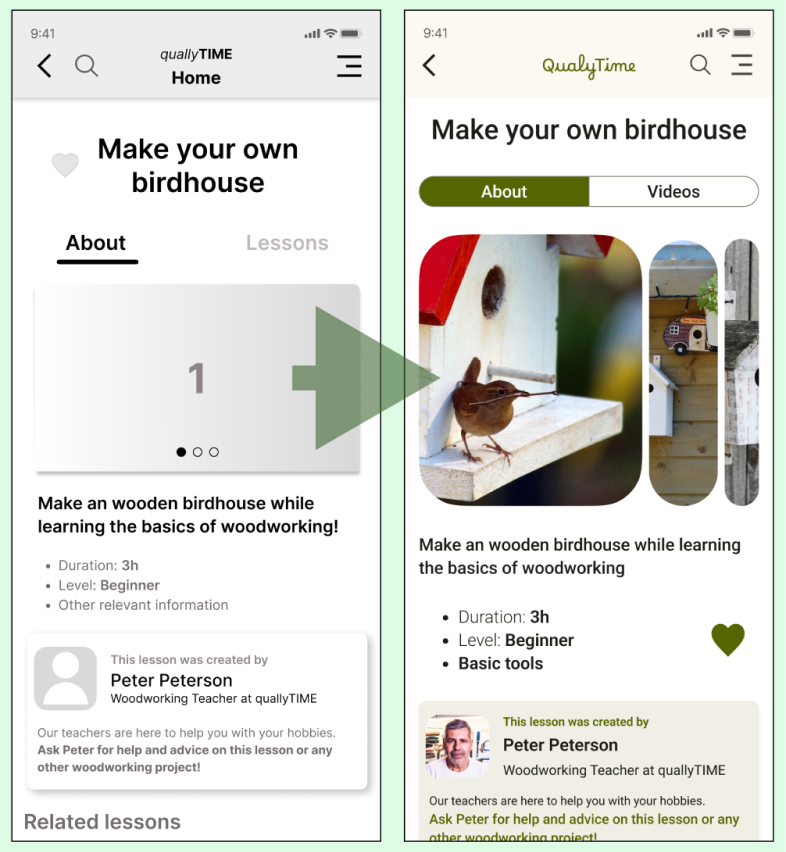 9:41
quallyTIME
Home
Make your own
birdhouse
About Lessons
1
Make an wooden birdhouse while
learning the basics of woodworking!
• Duration: 3h
• Level: Beginner
• Other relevant information
This lesson was created by
Peter Peterson
Woodworking Teacher at quallyTIME
Our teachers are here to help you with your hobbies.
Ask Peter for help and advice on this lesson or any
other woodworking project!
Related lessons
9:41
QualyTime
Make your own birdhouse
About Videos
Make an wooden birdhouse while learning
the basics of woodworking
• Duration: 3h
• Level: Beginner
• Basic tools
This lesson was created by
Peter Peterson
Woodworking Teacher at quallyTIME
Our teachers are here to help you with your hobbies.
Ask Peter for help and advice on this lesson or any
other woodworking project!